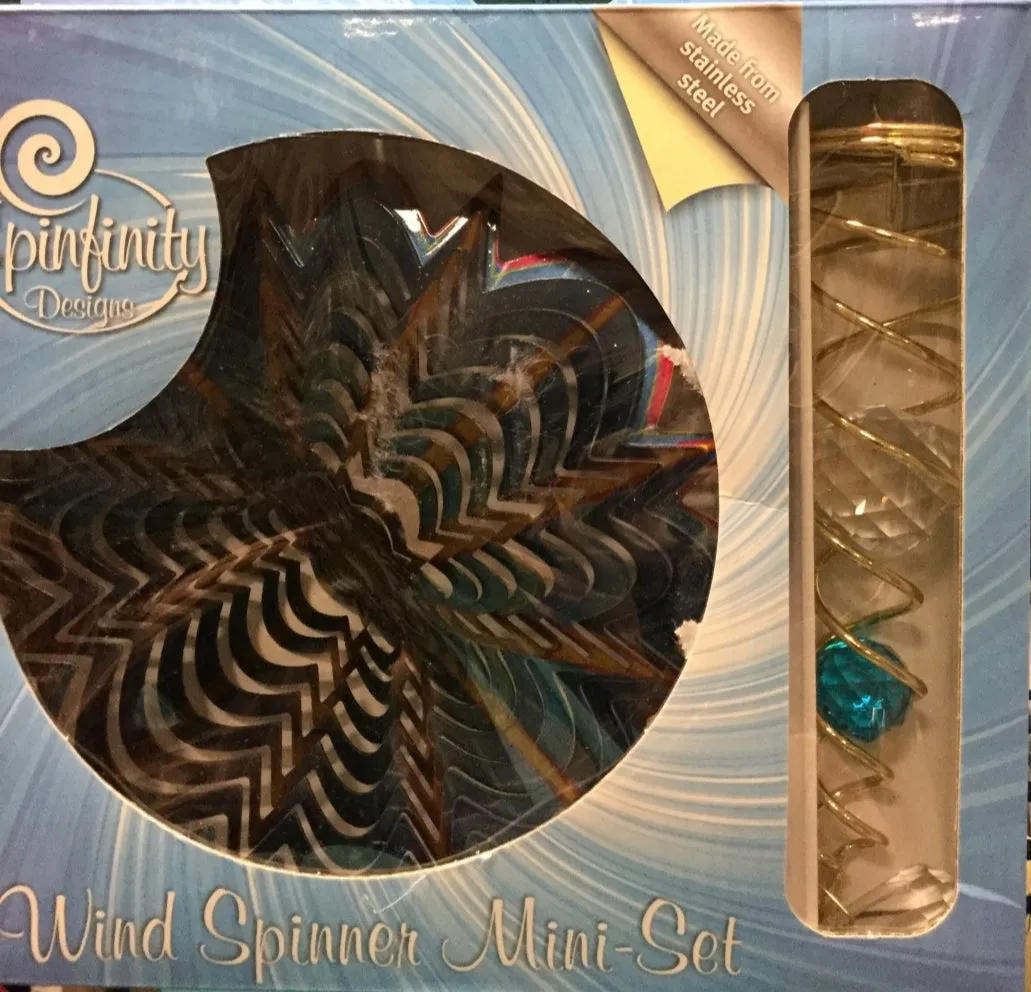 Made from
stainless
steel
pinfinity
Designs
Wind Spinner Mini-Set